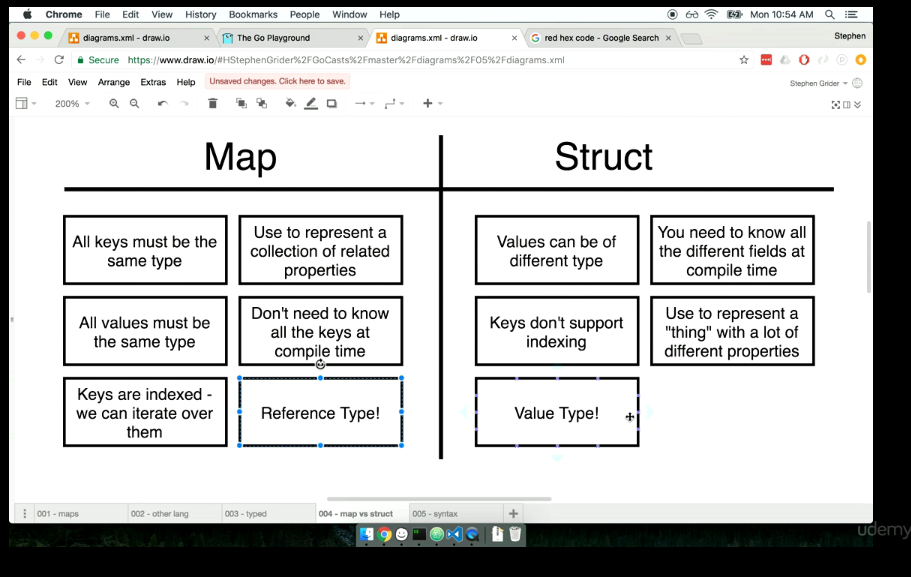 Chrome File Edit View History Bookmarks People Window Help Mon 10:54 AM
diagrams.xml - draw.io × The Go Playground × diagrams.xml - draw.io × red hex code - Google Search × Stephen
Secure https://www.draw.io/#HStephenGrider%2FGoCasts%2Fmaster%2Fdiagrams%2F05%2Fdiagrams.xml
File Edit View Arrange Extras Help Unsaved changes. Click here to save. Stephen Grider
200%
Map
Struct
All keys must be the
same type
Use to represent a
collection of related
properties
Values can be of
different type
You need to know all
the different fields at
compile time
All values must be
the same type
Don't need to know
all the keys at
compile time
Keys don't support
indexing
Use to represent a
"thing" with a lot of
different properties
Keys are indexed -
we can iterate over
them
Reference Type!
Value Type!
001 - maps 002 - other lang 003 - typed 004 - map vs struct 005 - syntax
udemy